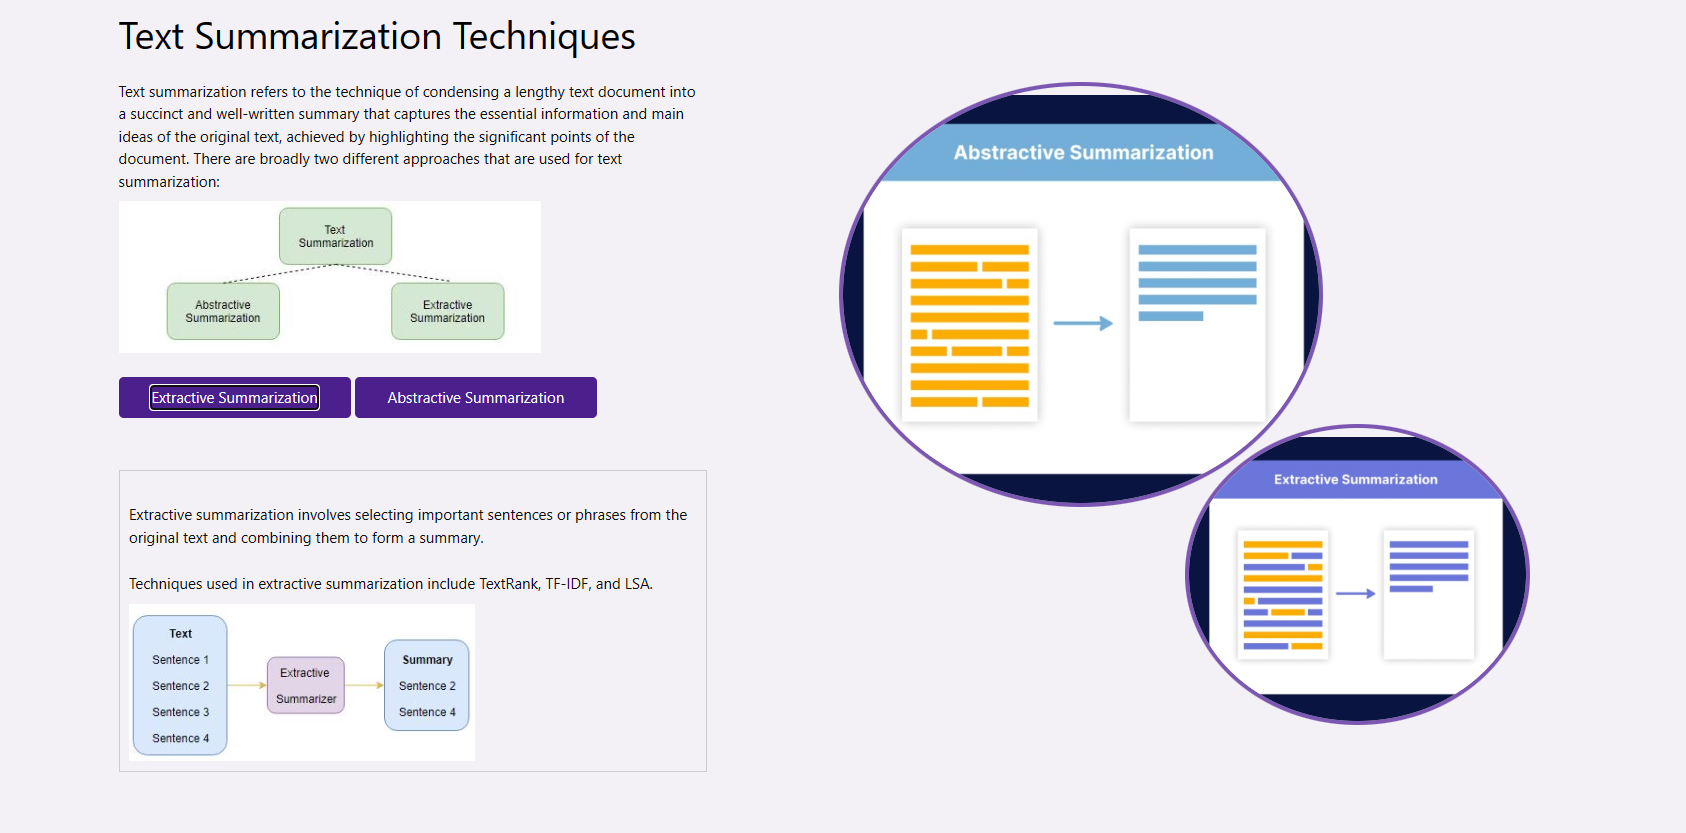 Text Summarization Techniques
Text summarization refers to the technique of condensing a lengthy text document into
a succinct and well-written summary that captures the essential information and main
ideas of the original text, achieved by highlighting the significant points of the
document. There are broadly two different approaches that are used for text
summarization:
Text
Summarization
Abstractive
Summarization
Extractive
Summarization
Extractive Summarization
Abstractive Summarization
Extractive summarization involves selecting important sentences or phrases from the
original text and combining them to form a summary.
Techniques used in extractive summarization include TextRank, TF-IDF, and LSA.
Text
Sentence 1
Sentence 2
Sentence 3
Sentence 4
Extractive
Summarizer
Summary
Sentence 2
Sentence 4
Abstractive Summarization
Extractive Summarization